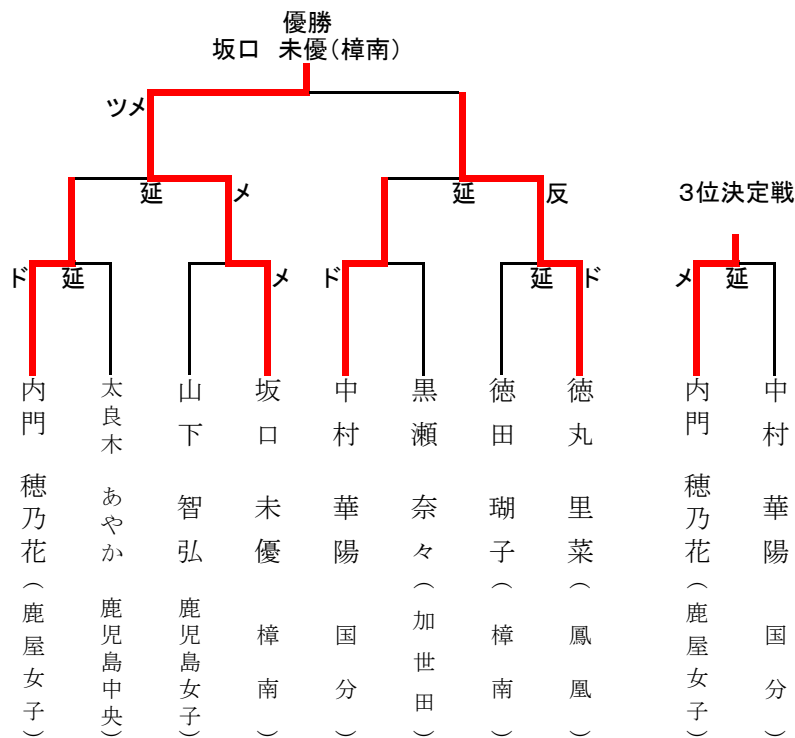 優勝
坂口　未優（樟南）
ツメ
延
メ
延
反
３位決定戦
ド
延
メ
ド
延
ド
メ
延
内門　穂乃花（鹿屋女子）
太良木　あやか　鹿児島中央）
山下　智弘　鹿児島女子）
坂口　未優　樟南）
中村　華陽　国分）
黒瀬　奈々（加世田）
徳田　瑚子（樟南）
徳丸　里菜（鳳凰）
内門　穂乃花（鹿屋女子）
中村　華陽　国分）